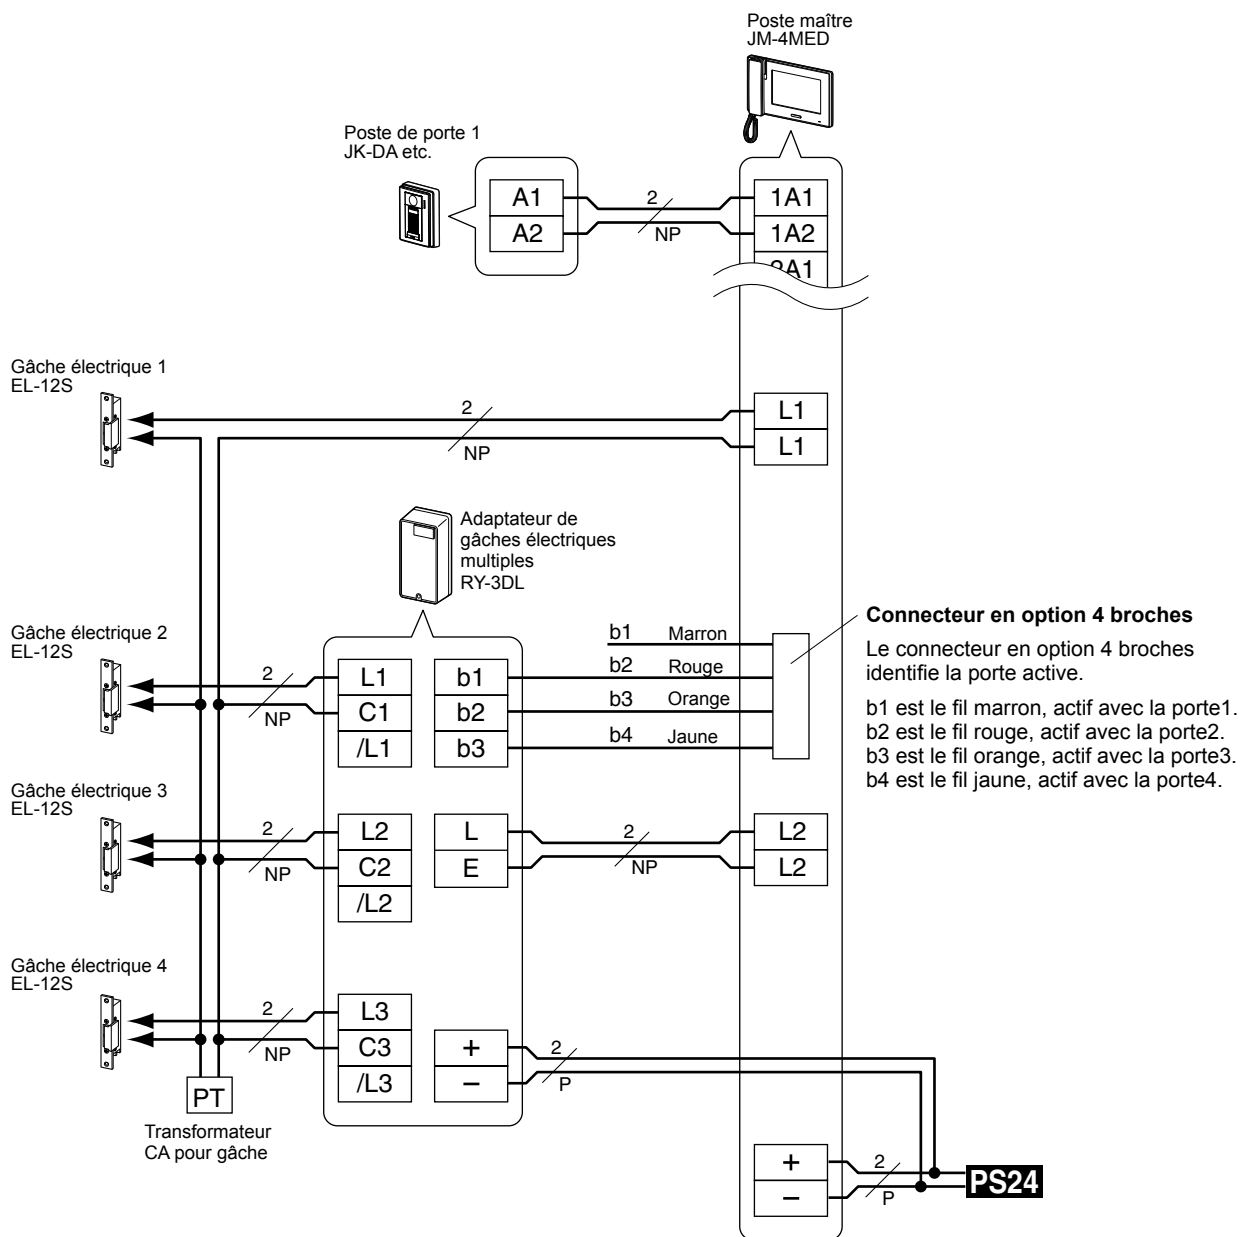 Poste maître
JM-4MED
Poste de porte 1
JK-DA etc.
A1
A2
2
NP
1A1
1A2
2A1
Gâche électrique 1
EL-12S
2
NP
L1
L1
Adaptateur de
gâches électriques
multiples
RY-3DL
Gâche électrique 2
EL-12S
2
NP
L1
C1
/L1
b1
b2
b3
b1 Marron
b2 Rouge
b3 Orange
b4 Jaune
Connecteur en option 4 broches
Le connecteur en option 4 broches
identifie la porte active.
b1 est le fil marron, actif avec la porte1.
b2 est le fil rouge, actif avec la porte2.
b3 est le fil orange, actif avec la porte3.
b4 est le fil jaune, actif avec la porte4.
Gâche électrique 3
EL-12S
2
NP
L2
C2
/L2
L
E
2
NP
L2
L2
Gâche électrique 4
EL-12S
2
NP
L3
C3
/L3
+
−
2
P
PT
Transformateur
CA pour gâche
+
−
2
P
PS24